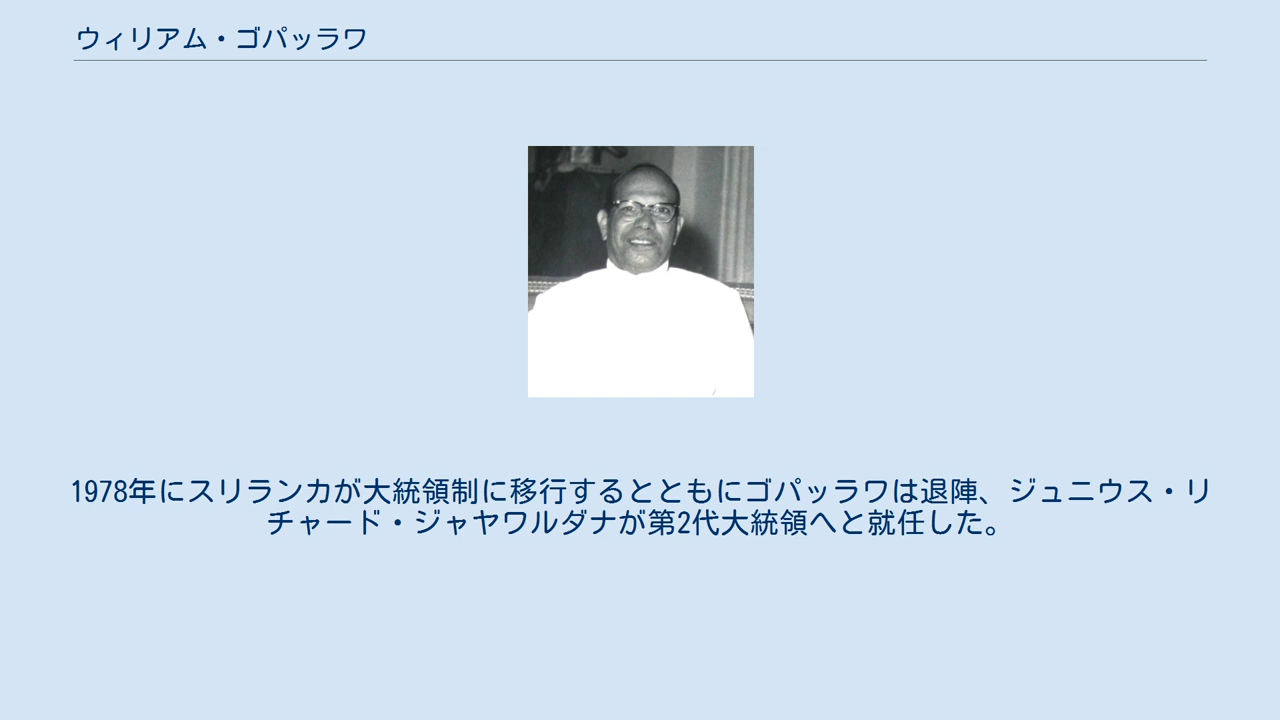 ウィリアム・ゴパッラワ
1978年にスリランカが大統領制に移行するとともにゴパッラワは退陣、ジュニウス・リ
チャード・ジャヤワルダナが第2代大統領へと就任した。